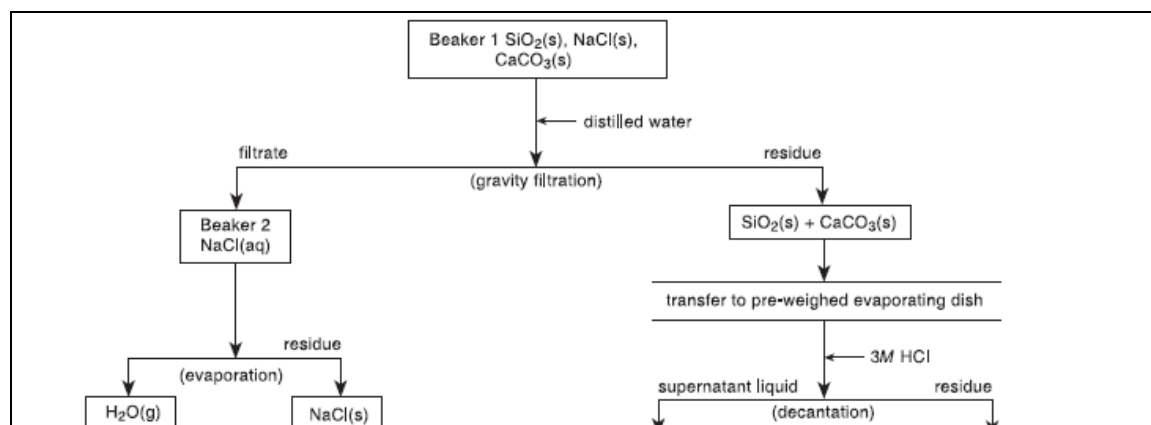 Beaker 1 SiO₂(s), NaCl(s),
CaCO₃(s)
distilled water
filtrate
residue
(gravity filtration)
Beaker 2
NaCl(aq)
SiO₂(s) + CaCO₃(s)
transfer to pre-weighed evaporating dish
residue
(evaporation)
3M HCl
supernatant liquid
residue
(decantation)
H₂O(g)
NaCl(s)